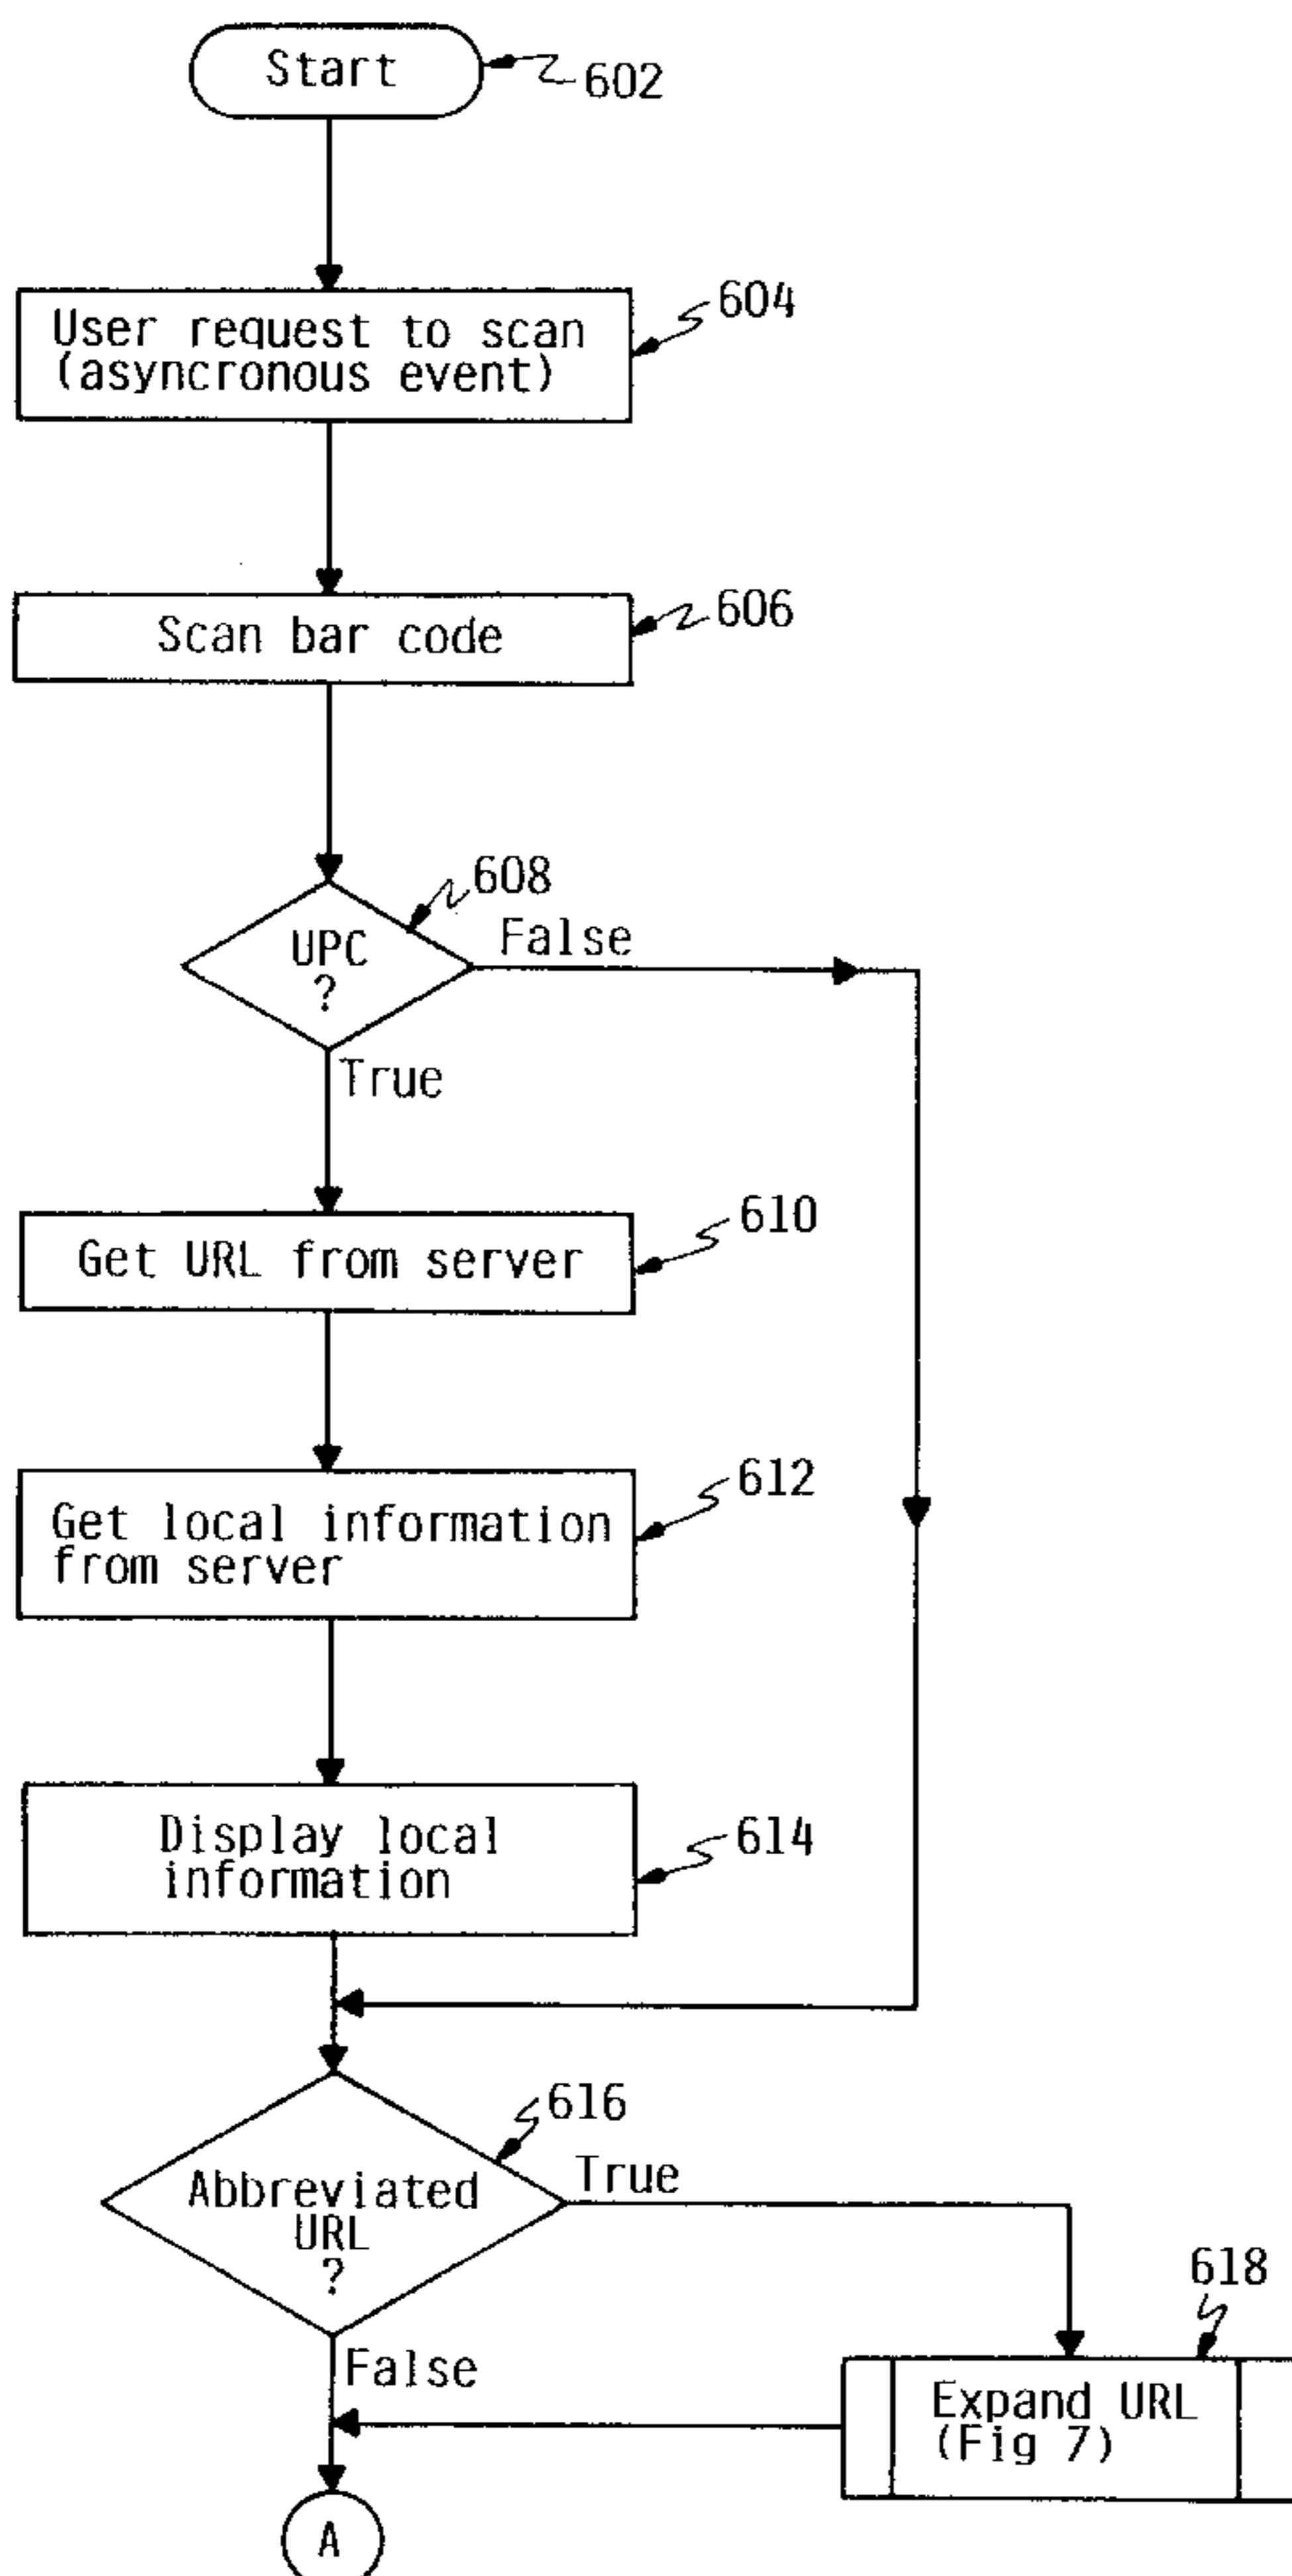 Start
602
User request to scan
(asyncronous event)
604
Scan bar code
606
608
UPC
?
False
True
Get URL from server
610
Get local information
from server
612
Display local
information
614
616
Abbreviated
URL
?
True
False
618
Expand URL
(Fig 7)
A